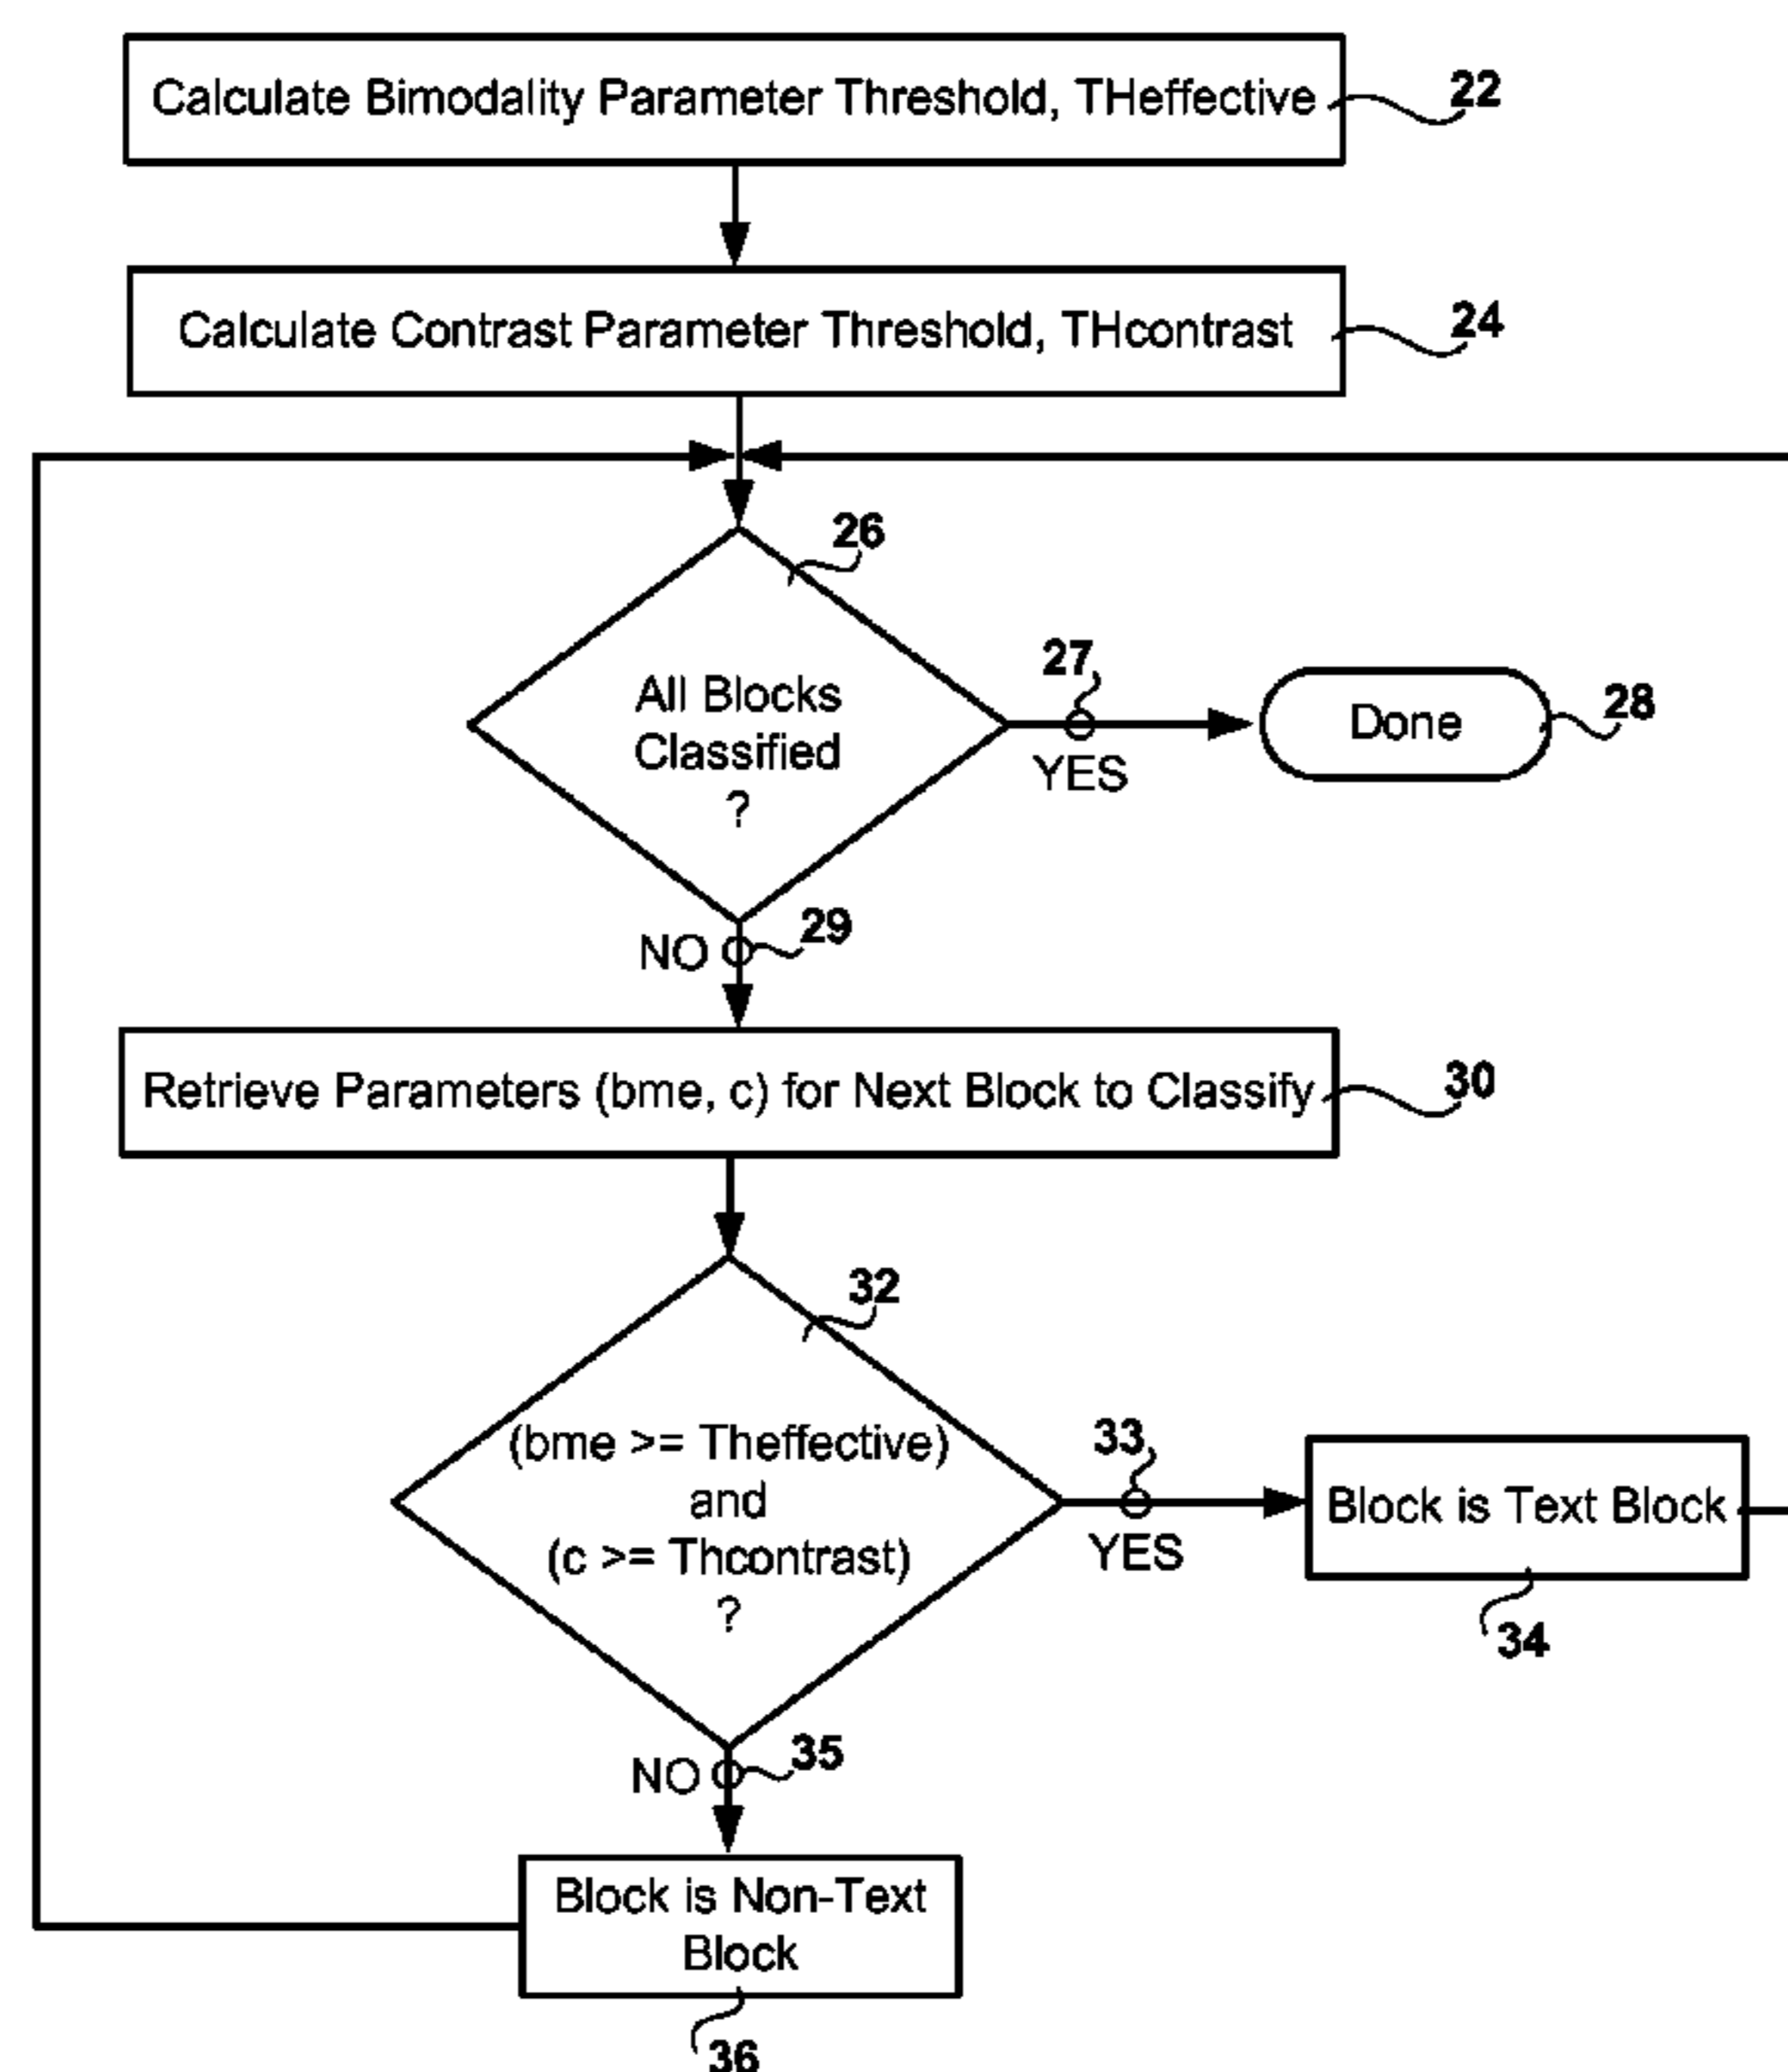 Calculate Bimodality Parameter Threshold, THeffective
22
Calculate Contrast Parameter Threshold, THcontrast
24
26
All Blocks
Classified
?
27
YES
Done
28
NO
29
Retrieve Parameters (bme, c) for Next Block to Classify
30
32
(bme >= Theffective)
and
(c >= Thcontrast)
?
33
YES
Block is Text Block
34
NO
35
Block is Non-Text
Block
36